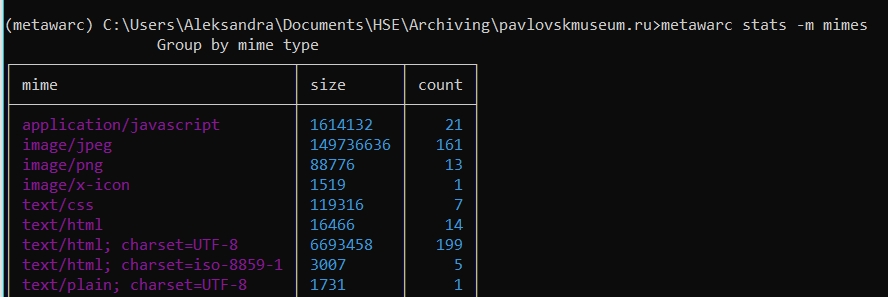 (metawarc) C:\Users\Aleksandra\Documents\HSE\Archiving\pavlovskmuseum.ru>metawarc stats -m mimes
Group by mime type
mime size count
application/javascript 1614132 21
image/jpeg 149736636 161
image/png 88776 13
image/x-icon 1519 1
text/css 119316 7
text/html 16466 14
text/html; charset=UTF-8 6693458 199
text/html; charset=iso-8859-1 3007 5
text/plain; charset=UTF-8 1731 1